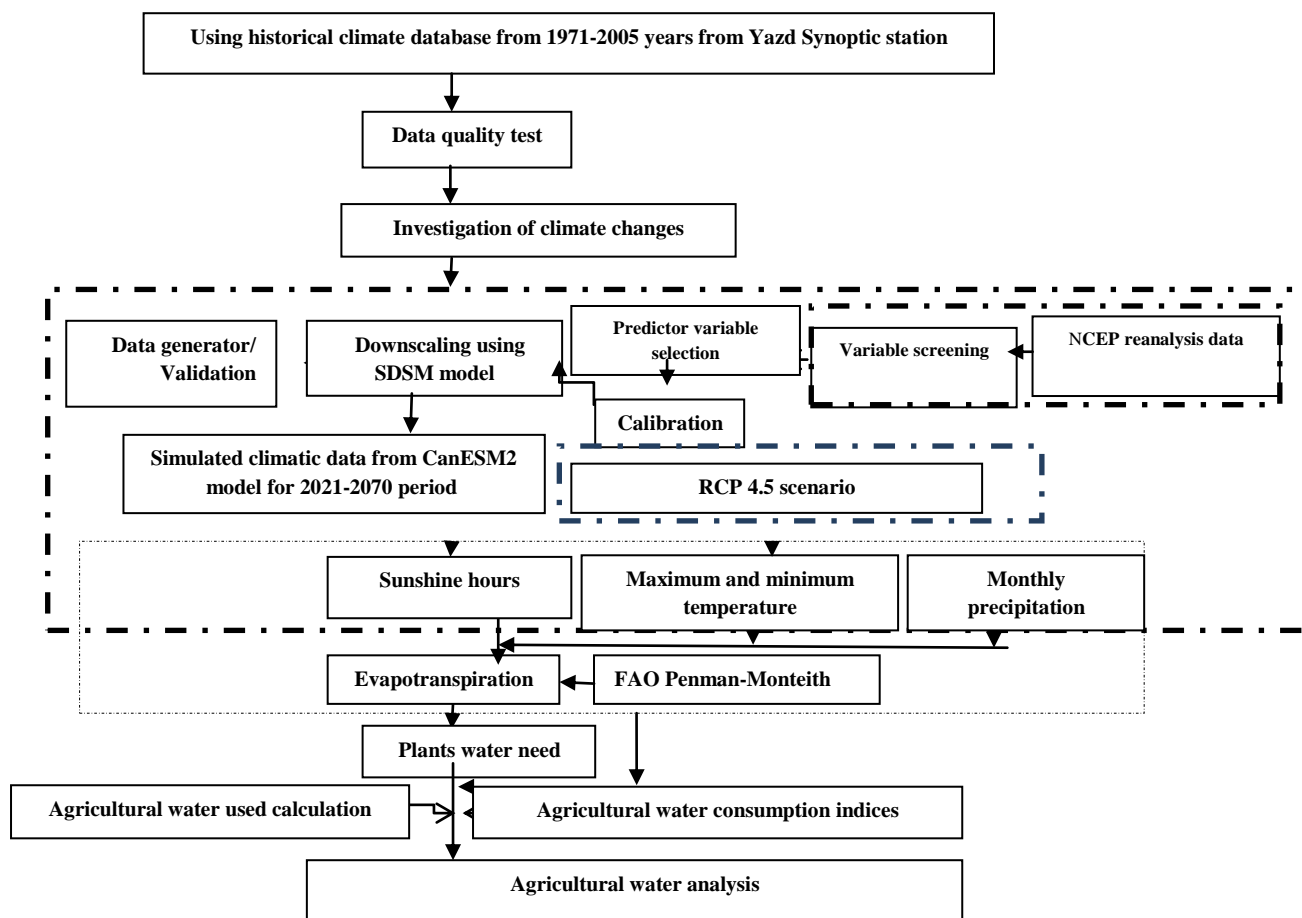 Using historical climate database from 1971-2005 years from Yazd Synoptic station
Data quality test
Investigation of climate changes
Data generator/
Validation
Downscaling using
SDSM model
Predictor variable
selection
Variable screening
NCEP reanalysis data
Calibration
Simulated climatic data from CanESM2
model for 2021-2070 period
RCP 4.5 scenario
Sunshine hours
Maximum and minimum
temperature
Monthly
precipitation
Evapotranspiration
FAO Penman-Monteith
Plants water need
Agricultural water used calculation
Agricultural water consumption indices
Agricultural water analysis